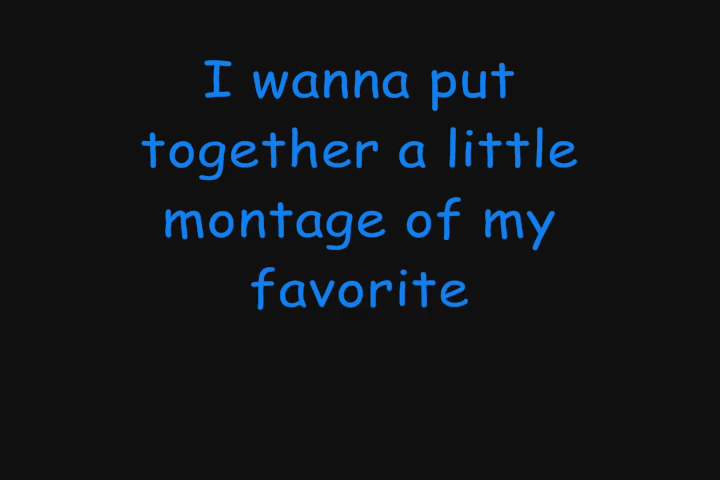 I wanna put
together a little
montage of my
favorite